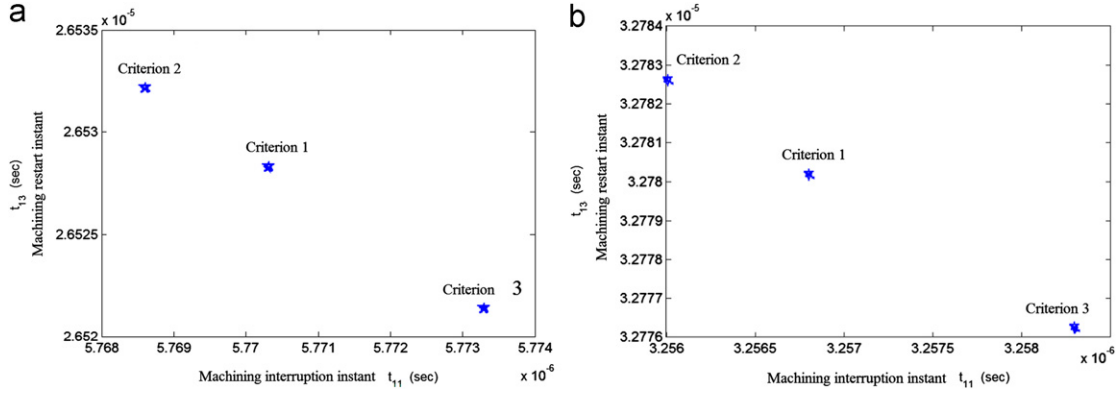 a
× 10⁻⁵
2.6535
2.653
2.6525
2.652
t₁₃ (sec)
Machining restart instant
Criterion 2
Criterion 1
Criterion 3
5.768 5.769 5.77 5.771 5.772 5.773 5.774
Machining interruption instant t₁₁ (sec)
× 10⁻⁶
b
× 10⁻⁵
3.2784
3.2783
3.2782
3.2781
3.278
3.2779
3.2778
3.2777
3.2776
t₁₃ (sec)
Machining restart instant
Criterion 2
Criterion 1
Criterion 3
3.256 3.2565 3.257 3.2575 3.258
Machining interruption instant t₁₁ (sec)
× 10⁻⁶